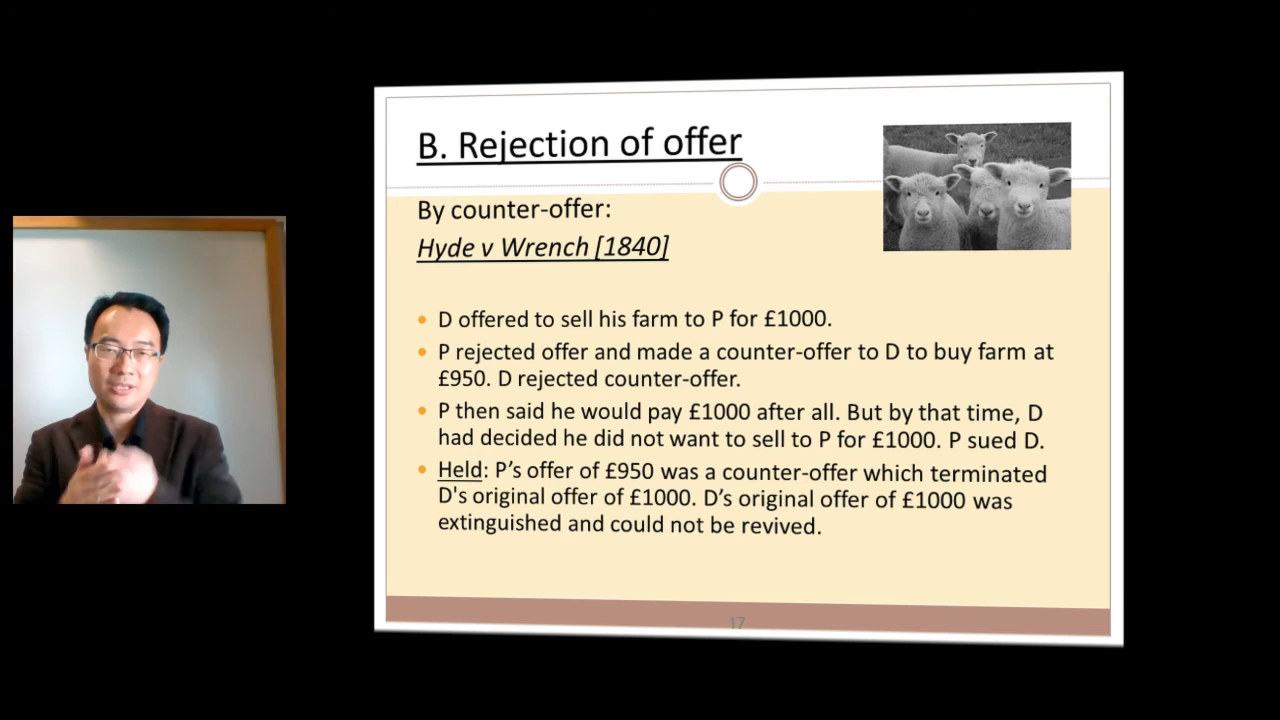 B. Rejection of offer
By counter-offer:
Hyde v Wrench [1840]
• D offered to sell his farm to P for £1000.
• P rejected offer and made a counter-offer to D to buy farm at
£950. D rejected counter-offer.
• P then said he would pay £1000 after all. But by that time, D
had decided he did not want to sell to P for £1000. P sued D.
• Held: P’s offer of £950 was a counter-offer which terminated
D's original offer of £1000. D’s original offer of £1000 was
extinguished and could not be revived.
17